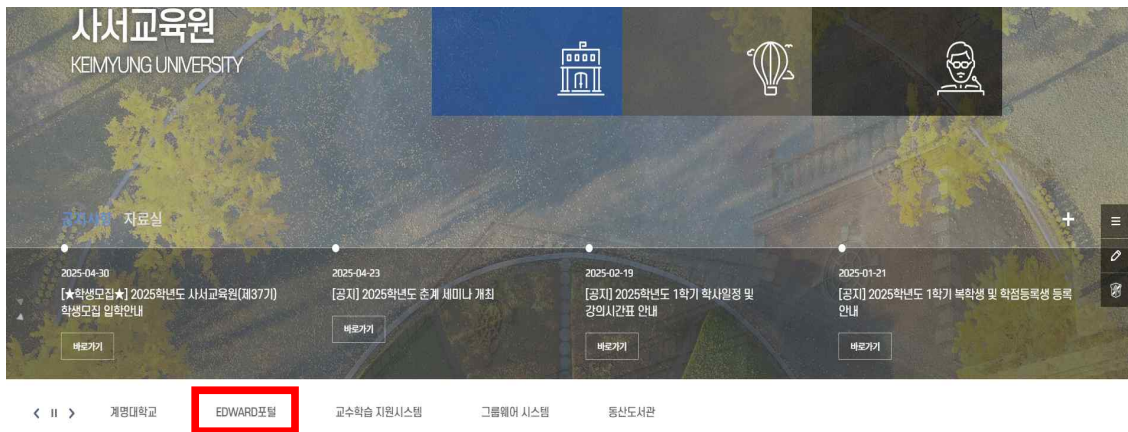 사서교육원
KEIMYUNG UNIVERSITY
공지사항 자료실
2025-04-30
[★학생모집★] 2025학년도 사서교육원(제37기)
학생모집 입학안내
바로가기
2025-04-23
[공지] 2025학년도 춘계 세미나 개최
바로가기
2025-02-19
[공지] 2025학년도 1학기 학사일정 및
강의시간표 안내
바로가기
2025-01-21
[공지] 2025학년도 1학기 복학생 및 학점등록생 등록
안내
바로가기
계명대학교 EDWARD포털 교수학습 지원시스템 그룹웨어 시스템 동산도서관